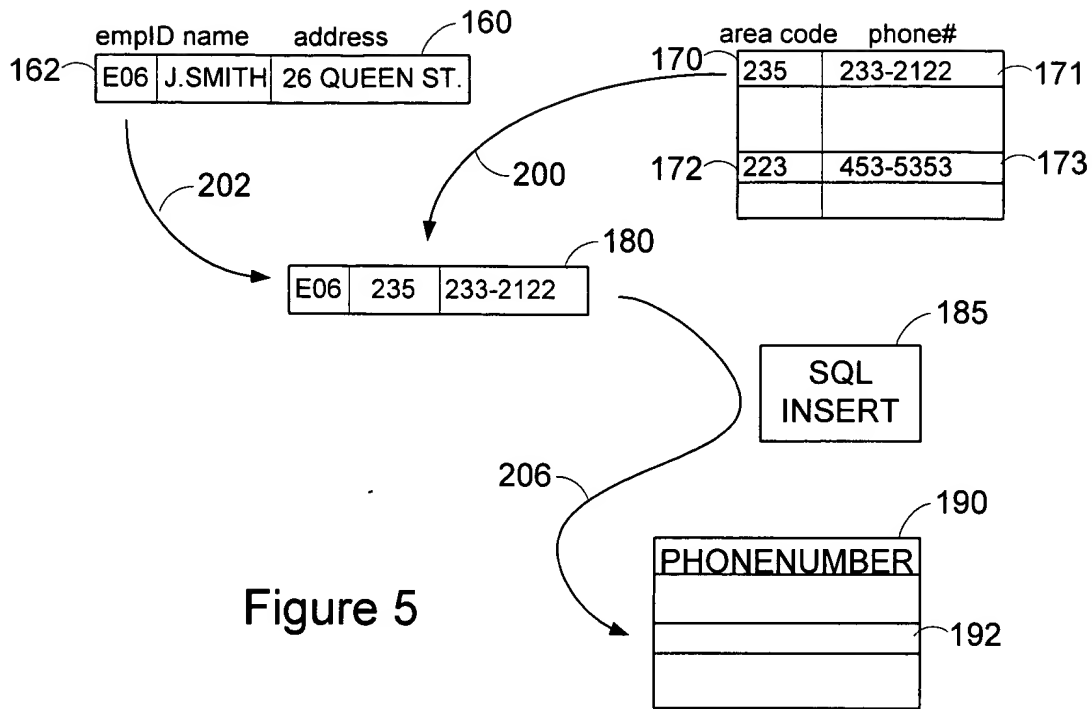 empID name address 160
area code phone#
162 E06 J.SMITH 26 QUEEN ST.
170 235 233-2122 171
172 223 453-5353 173
202
200
180
E06 235 233-2122
185
SQL
INSERT
206
190
PHONENUMBER
192
Figure 5